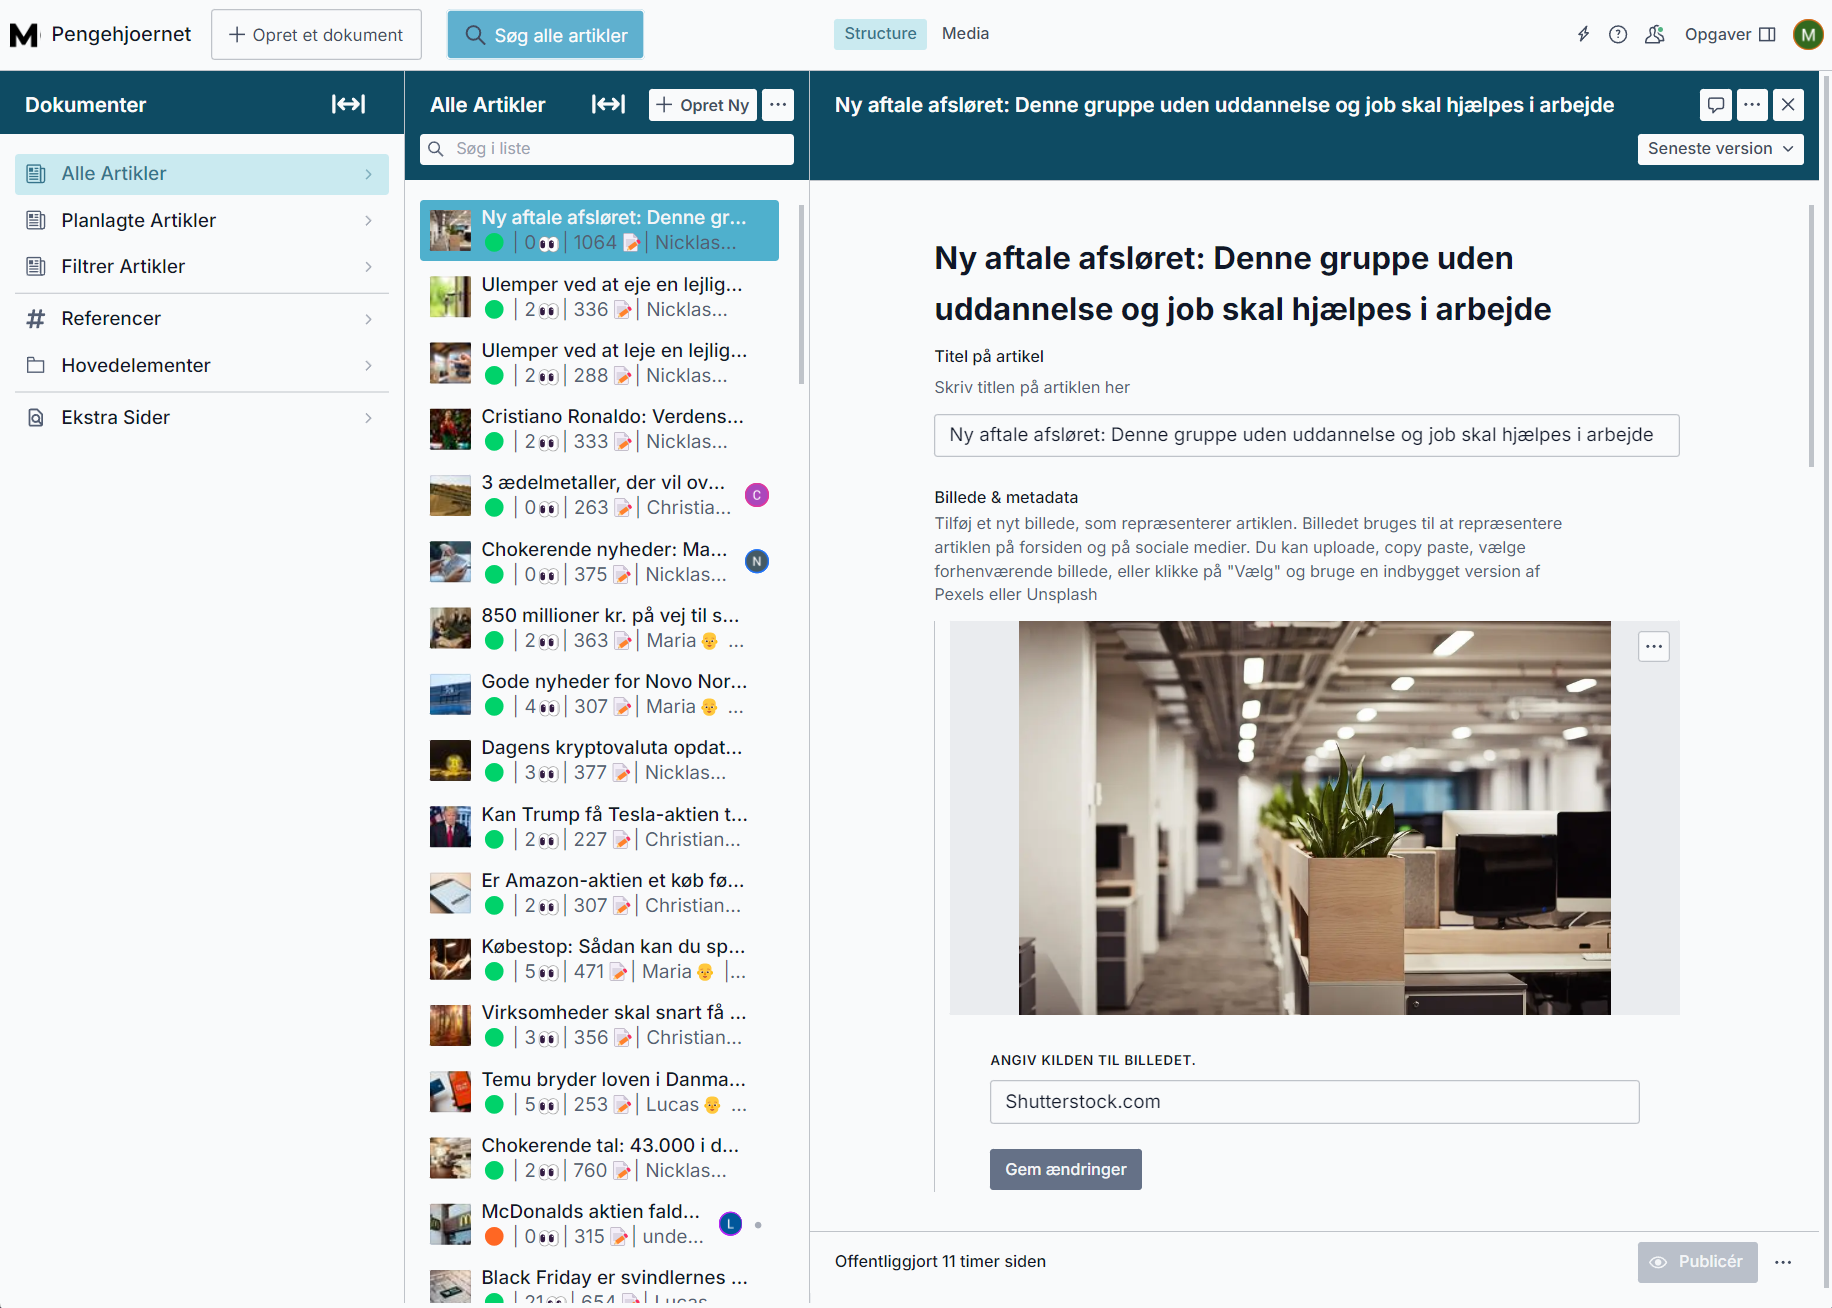 Pengehjoernet
Opret et dokument
Søg alle artikler
Structure
Media
Opgaver
M
Dokumenter
Alle Artikler
Planlagte Artikler
Filtrer Artikler
Referencer
Hovedelementer
Ekstra Sider
Alle Artikler
Opret Ny
Søg i liste
Ny aftale afsløret: Denne gr...
| 0👀 | 1064 📝 | Nicklas...
Ulemper ved at eje en lejlig...
| 2👀 | 336 📝 | Nicklas...
Ulemper ved at leje en lejlig...
| 2👀 | 288 📝 | Nicklas...
Cristiano Ronaldo: Verdens...
| 2👀 | 333 📝 | Nicklas...
3 ædelmetaller, der vil ov...
| 0👀 | 263 📝 | Christia...
C
Chokerende nyheder: Ma...
| 0👀 | 375 📝 | Nicklas...
N
850 millioner kr. på vej til s...
| 2👀 | 363 📝 | Maria 👴 ...
Gode nyheder for Novo Nor...
| 4👀 | 307 📝 | Maria 👴 ...
Dagens kryptovaluta opdat...
| 3👀 | 377 📝 | Nicklas...
Kan Trump få Tesla-aktien t...
| 2👀 | 227 📝 | Christian...
Er Amazon-aktien et køb fø...
| 2👀 | 307 📝 | Christian...
Købestop: Sådan kan du sp...
| 5👀 | 471 📝 | Maria 👴 |...
Virksomheder skal snart få ...
| 3👀 | 356 📝 | Christian...
Temu bryder loven i Danma...
| 5👀 | 253 📝 | Lucas 👴 ...
Chokerende tal: 43.000 i d...
| 2👀 | 760 📝 | Nicklas...
McDonalds aktien fald...
| 0👀 | 315 📝 | unde...
L
Black Friday er svindlernes ...
| 21👀 | 654 📝 | Lucas
Ny aftale afsløret: Denne gruppe uden uddannelse og job skal hjælpes i arbejde
Seneste version
Ny aftale afsløret: Denne gruppe uden
uddannelse og job skal hjælpes i arbejde
Titel på artikel
Skriv titlen på artiklen her
Ny aftale afsløret: Denne gruppe uden uddannelse og job skal hjælpes i arbejde
Billede & metadata
Tilføj et nyt billede, som repræsenterer artiklen. Billedet bruges til at repræsentere
artiklen på forsiden og på sociale medier. Du kan uploade, copy paste, vælge
forhenværende billede, eller klikke på "Vælg" og bruge en indbygget version af
Pexels eller Unsplash
ANGIV KILDEN TIL BILLEDET.
Shutterstock.com
Gem ændringer
Offentliggjort 11 timer siden
Publicér